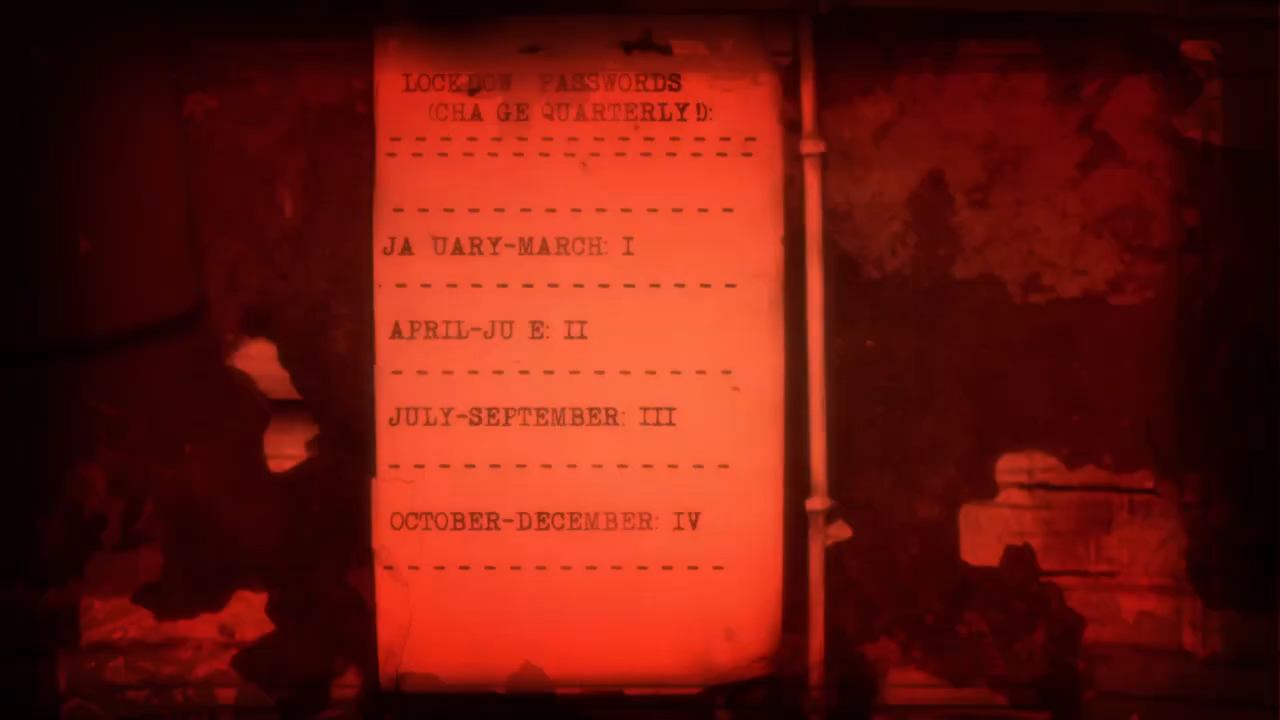 LOCKDOW PASSWORDS
(CHA GE QUARTERLY!):
JA UARY-MARCH: I
APRIL-JU E: II
JULY-SEPTEMBER: III
OCTOBER-DECEMBER: IV